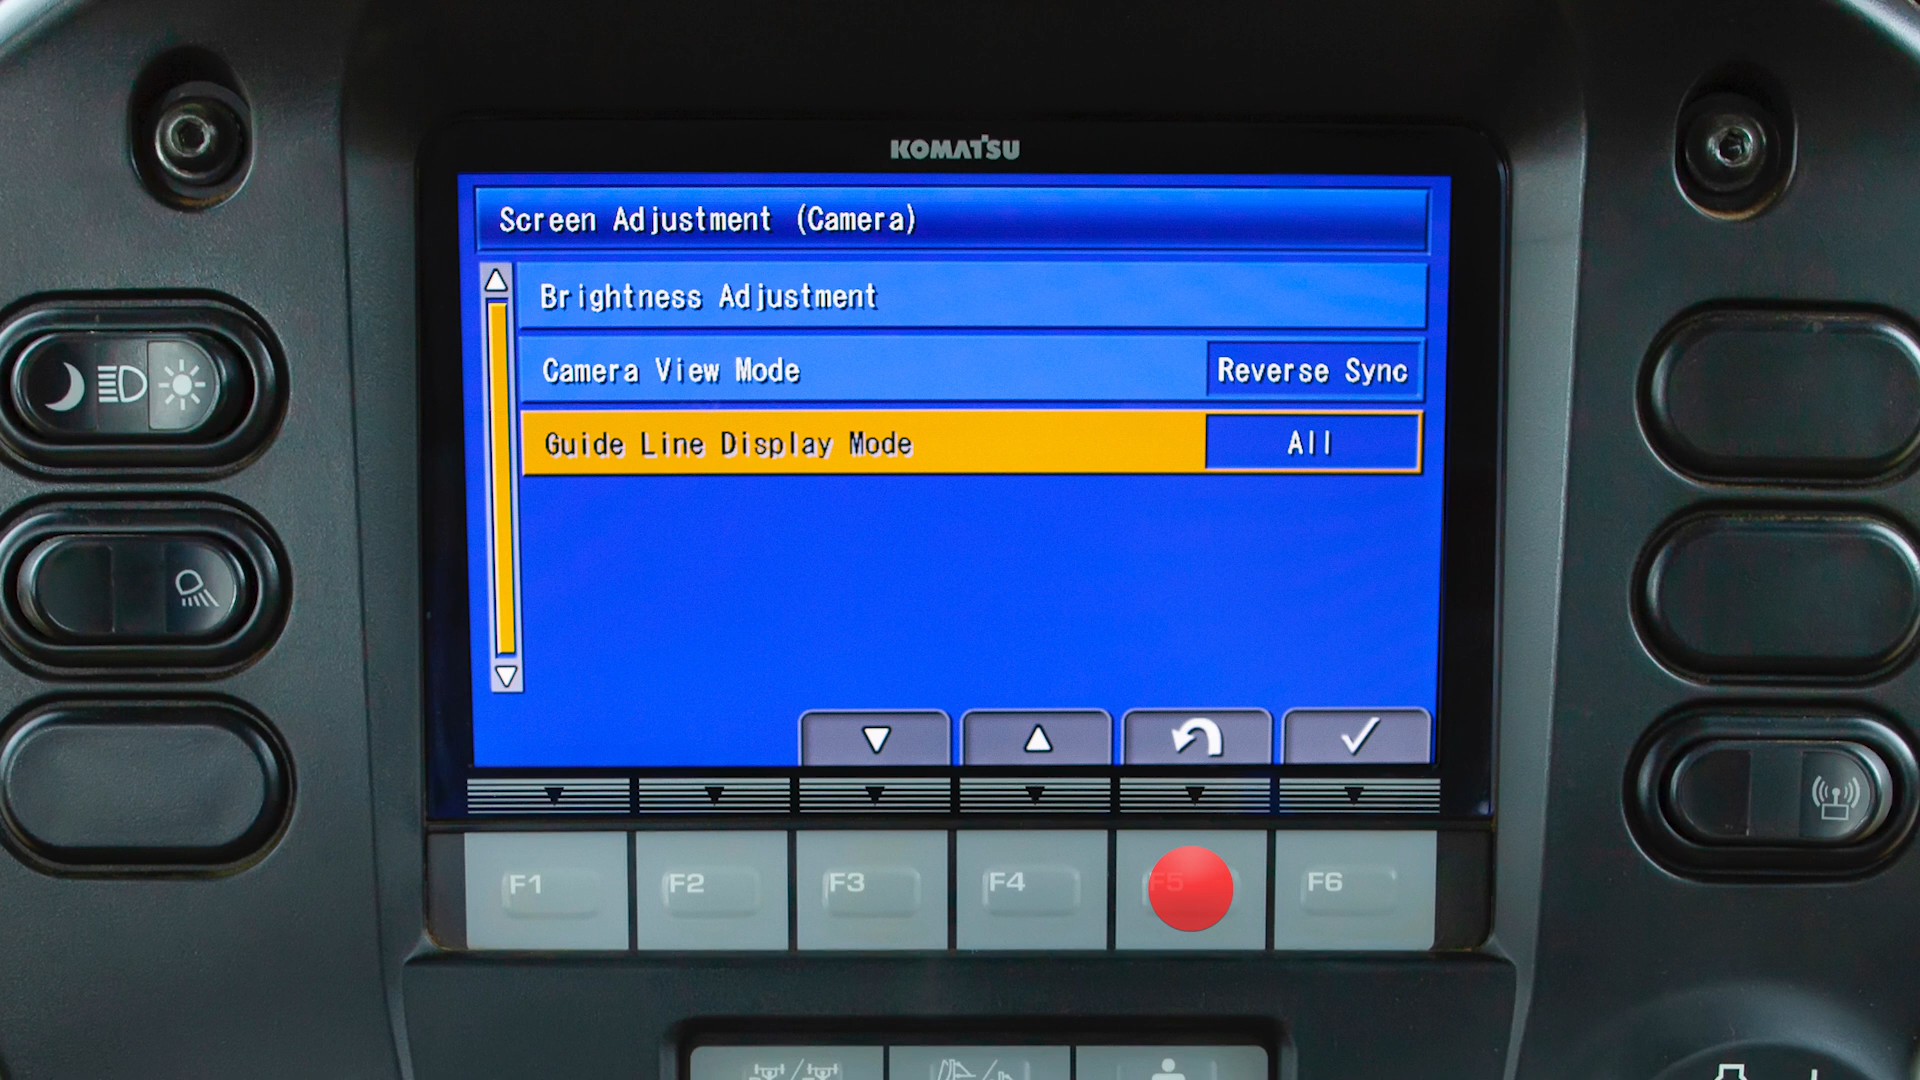 KOMATSU
Screen Adjustment (Camera)
Brightness Adjustment
Camera View Mode Reverse Sync
Guide Line Display Mode All
F1 F2 F3 F4 F5 F6